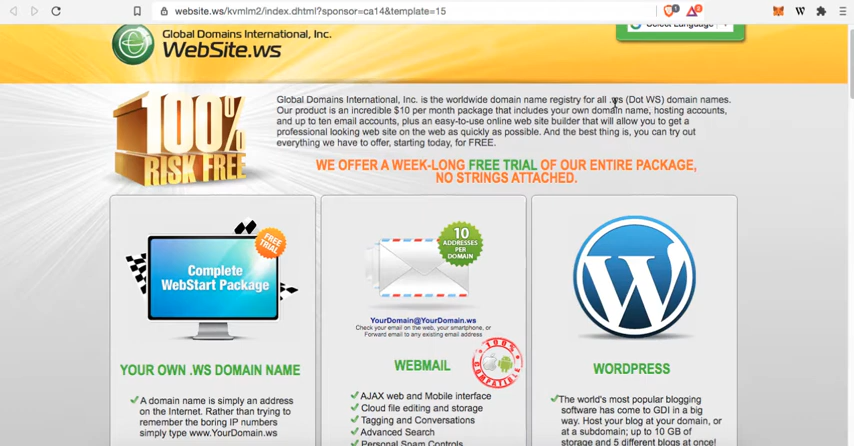 website.ws/kvmlm2/index.dhtml?sponsor=ca14&template=15
Global Domains International, Inc.
WebSite.ws
Select Language
100%
RISK FREE
Global Domains International, Inc. is the worldwide domain name registry for all .ws (Dot WS) domain names.
Our product is an incredible $10 per month package that includes your own domain name, hosting accounts,
and up to ten email accounts, plus an easy-to-use online web site builder that will allow you to get a
professional looking web site on the web as quickly as possible. And the best thing is, you can try out
everything we have to offer, starting today, for FREE.
WE OFFER A WEEK-LONG FREE TRIAL OF OUR ENTIRE PACKAGE,
NO STRINGS ATTACHED.
FREE
TRIAL
Complete
WebStart Package
YOUR OWN .WS DOMAIN NAME
A domain name is simply an address
on the Internet. Rather than trying to
remember the boring IP numbers
simply type www.YourDomain.ws
10
ADDRESSES
PER
DOMAIN
YourDomain@YourDomain.ws
Check your email on the web, your smartphone, or
Forward email to any existing email address
WEBMAIL
100%
COMPATIBLE
AJAX web and Mobile interface
Cloud file editing and storage
Tagging and Conversations
Advanced Search
Personal Spam Controls
W
WORDPRESS
The world's most popular blogging
software has come to GDI in a big
way. Host your blog at your domain, or
at a subdomain; up to 10 GB of
storage and 5 different blogs at once!